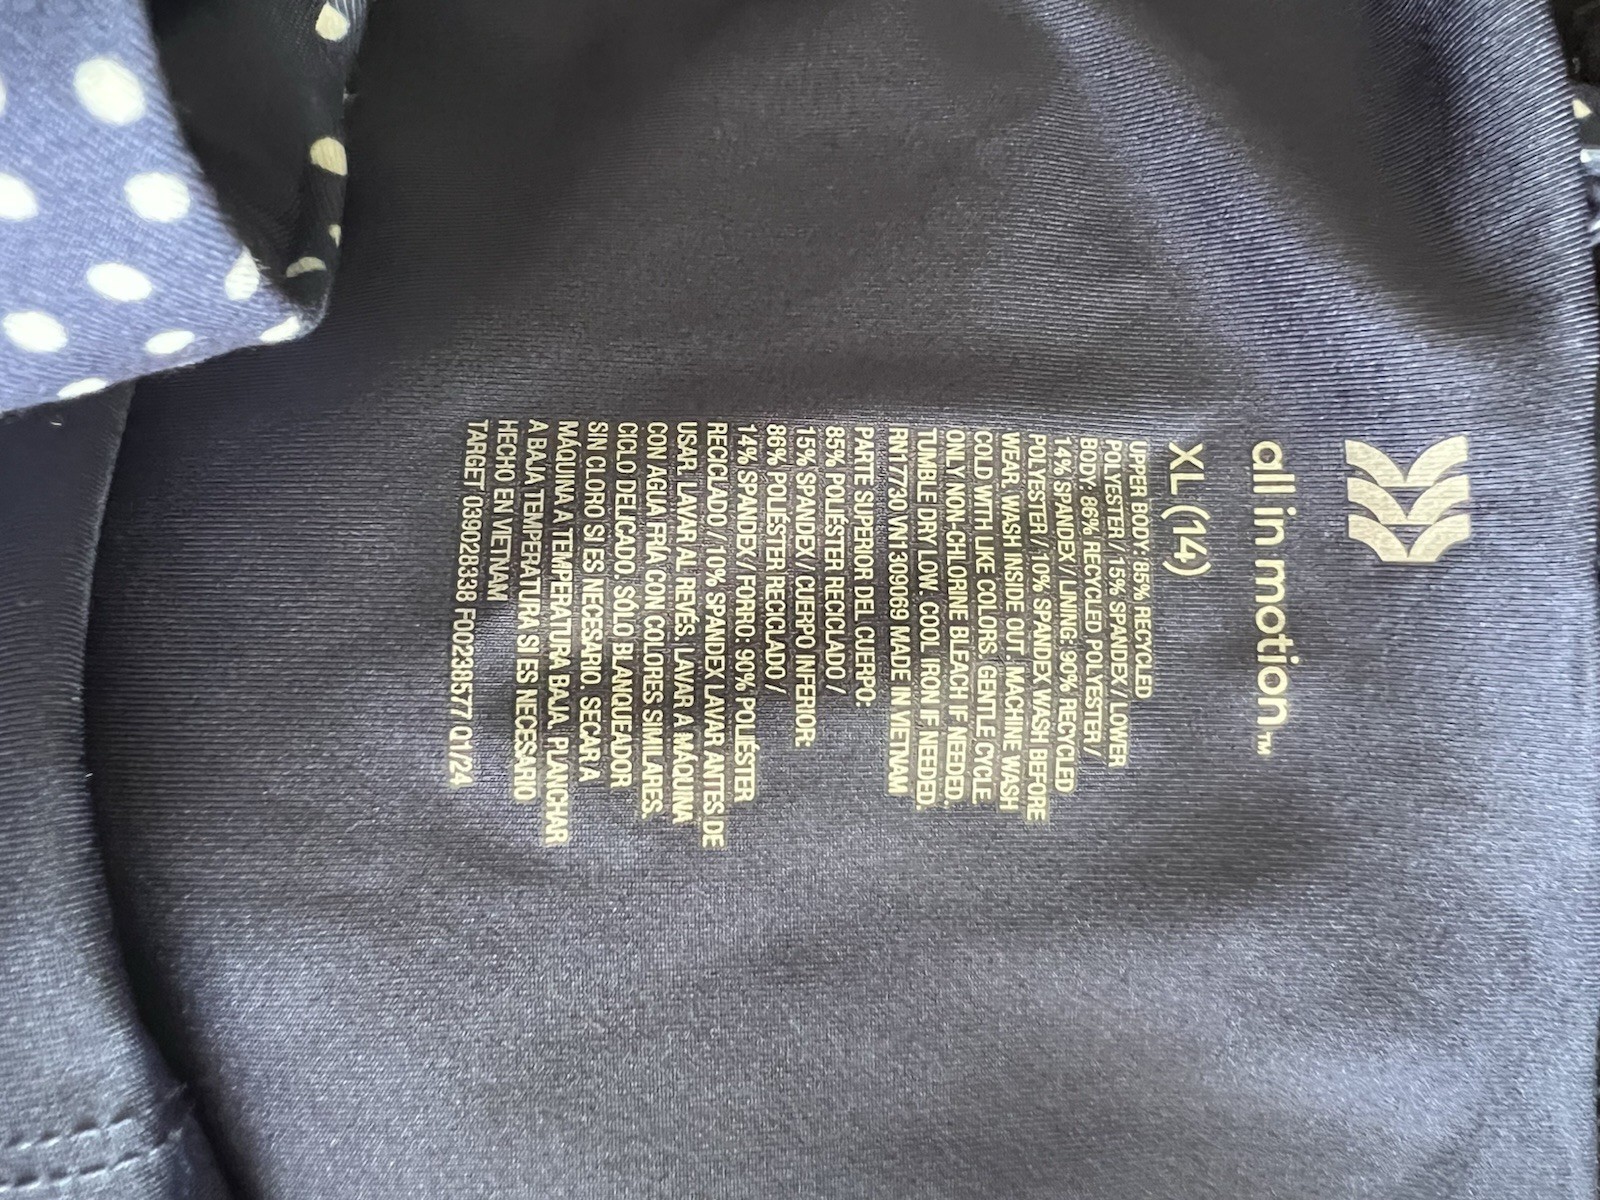 all in motion™
XL (14)
UPPER BODY: 85% RECYCLED
POLYESTER / 15% SPANDEX / LOWER
BODY: 86% RECYCLED POLYESTER /
14% SPANDEX / LINING: 90% RECYCLED
POLYESTER / 10% SPANDEX. WASH BEFORE
WEAR. WASH INSIDE OUT. MACHINE WASH
COLD WITH LIKE COLORS. GENTLE CYCLE.
ONLY NON-CHLORINE BLEACH IF NEEDED.
TUMBLE DRY LOW. COOL IRON IF NEEDED.
RN 17730 VN 309069 MADE IN VIETNAM
PARTE SUPERIOR DEL CUERPO:
85% POLIÉSTER RECICLADO /
15% SPANDEX / CUERPO INFERIOR:
86% POLIÉSTER RECICLADO /
14% SPANDEX / FORRO: 90% POLIÉSTER
RECICLADO / 10% SPANDEX. LAVAR ANTES DE
USAR. LAVAR AL REVÉS. LAVAR A MÁQUINA
CON AGUA FRÍA CON COLORES SIMILARES.
CICLO DELICADO. SÓLO BLANQUEADOR
SIN CLORO SI ES NECESARIO. SECAR A
MÁQUINA A TEMPERATURA BAJA. PLANCHAR
A BAJA TEMPERATURA SI ES NECESARIO
HECHO EN VIETNAM
TARGET 039028338 F00238577 Q1/24